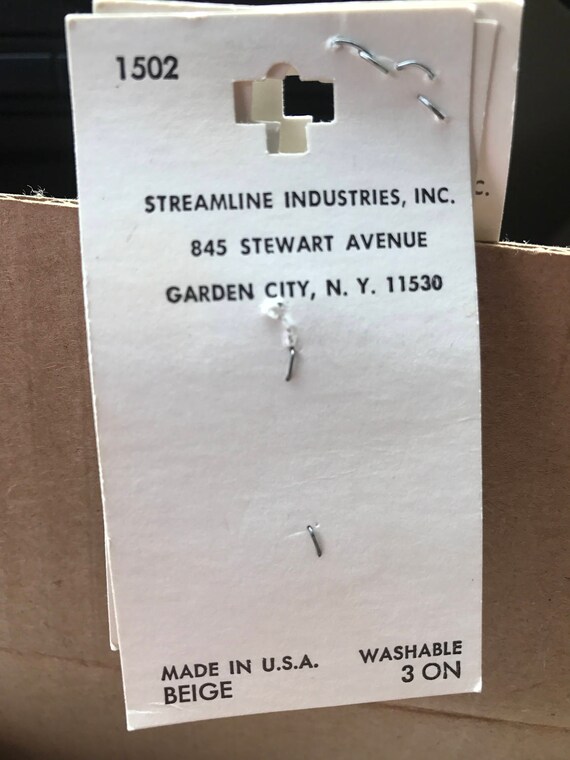 1502
STREAMLINE INDUSTRIES, INC.
845 STEWART AVENUE
GARDEN CITY, N. Y. 11530
MADE IN U.S.A.
BEIGE
WASHABLE
3 ON
C.